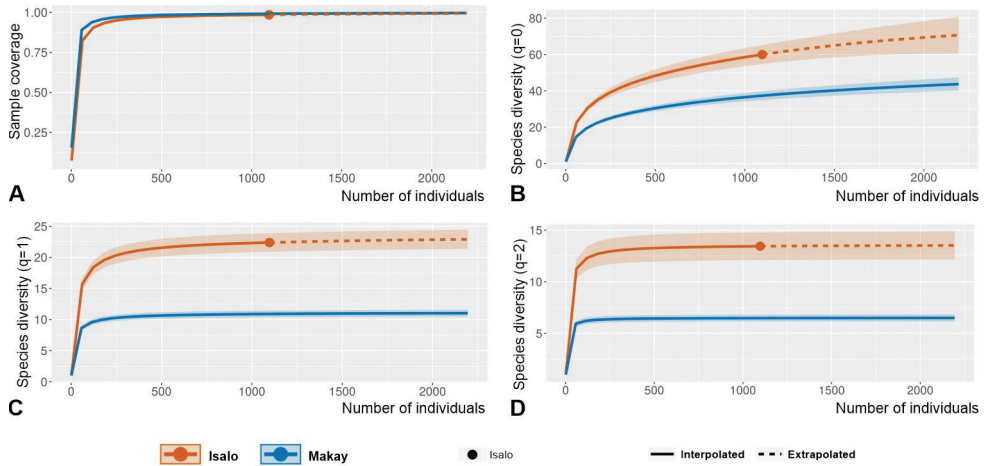 Sample coverage
1.00
0.75
0.50
0.25
0
500
1000
1500
2000
Number of individuals
A
Species diversity (q=0)
80
60
40
20
0
0
500
1000
1500
2000
Number of individuals
B
Species diversity (q=1)
25
20
15
10
5
0
0
500
1000
1500
2000
Number of individuals
C
Species diversity (q=2)
15
10
5
0
500
1000
1500
2000
Number of individuals
D
Isalo Makay Isalo Interpolated Extrapolated